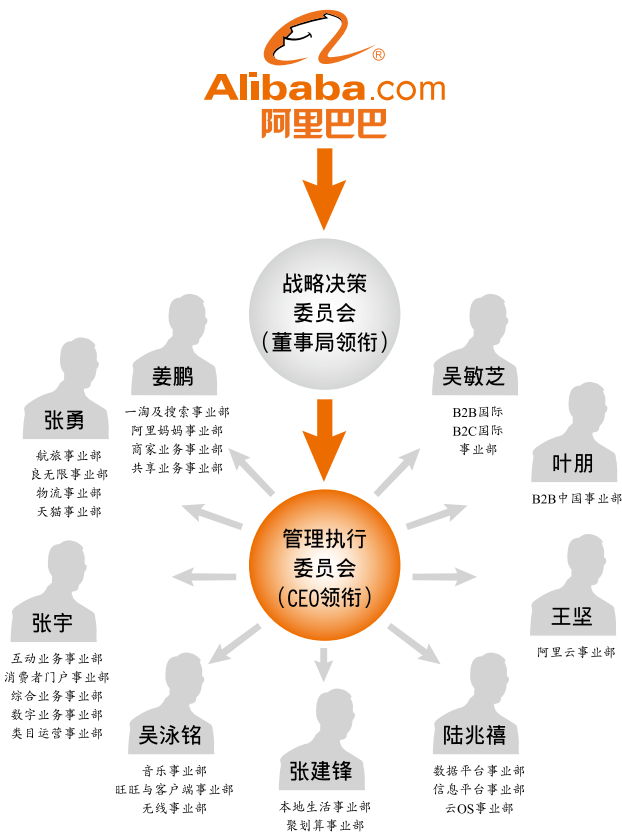 ®
Alibaba.com
阿里巴巴
战略决策
委员会
(董事局领衔)
姜鹏
一淘及搜索事业部
阿里妈妈事业部
商家业务事业部
共享业务事业部
吴敏芝
B2B国际
B2C国际
事业部
张勇
航旅事业部
良无限事业部
物流事业部
天猫事业部
叶朋
B2B中国事业部
管理执行
委员会
(CEO领衔)
张宇
互动业务事业部
消费者门户事业部
综合业务事业部
数字业务事业部
类目运营事业部
王坚
阿里云事业部
吴泳铭
音乐事业部
旺旺与客户端事业部
无线事业部
张建锋
本地生活事业部
聚划算事业部
陆兆禧
数据平台事业部
信息平台事业部
云OS事业部